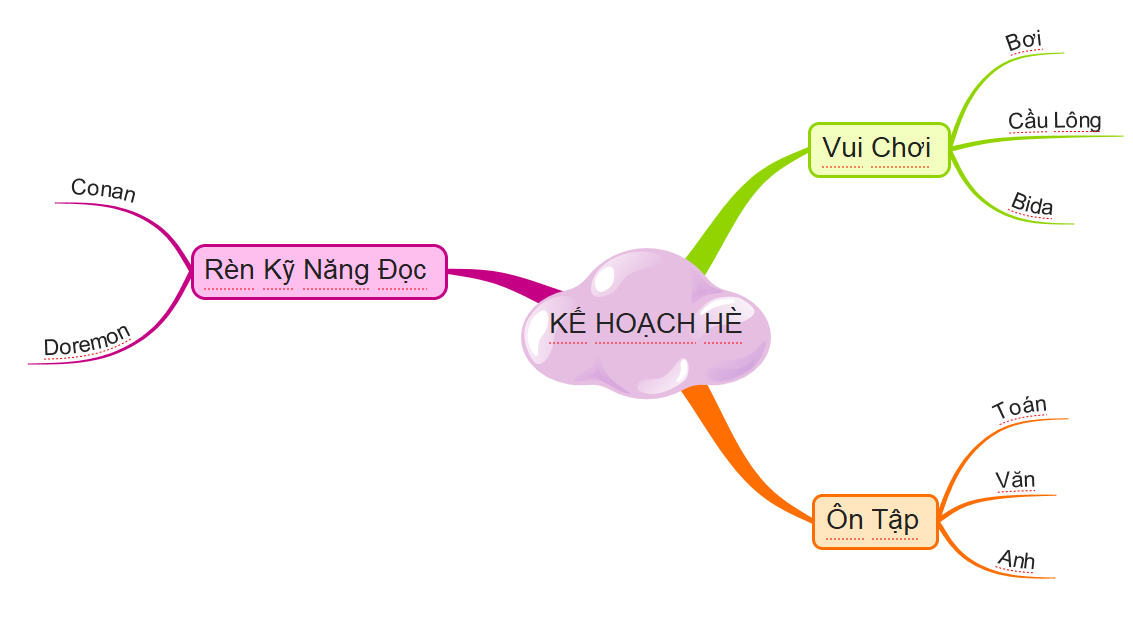 KẾ HOẠCH HÈ
Vui Chơi
Bơi
Cầu Lông
Bida
Ôn Tập
Toán
Văn
Anh
Rèn Kỹ Năng Đọc
Conan
Doremon